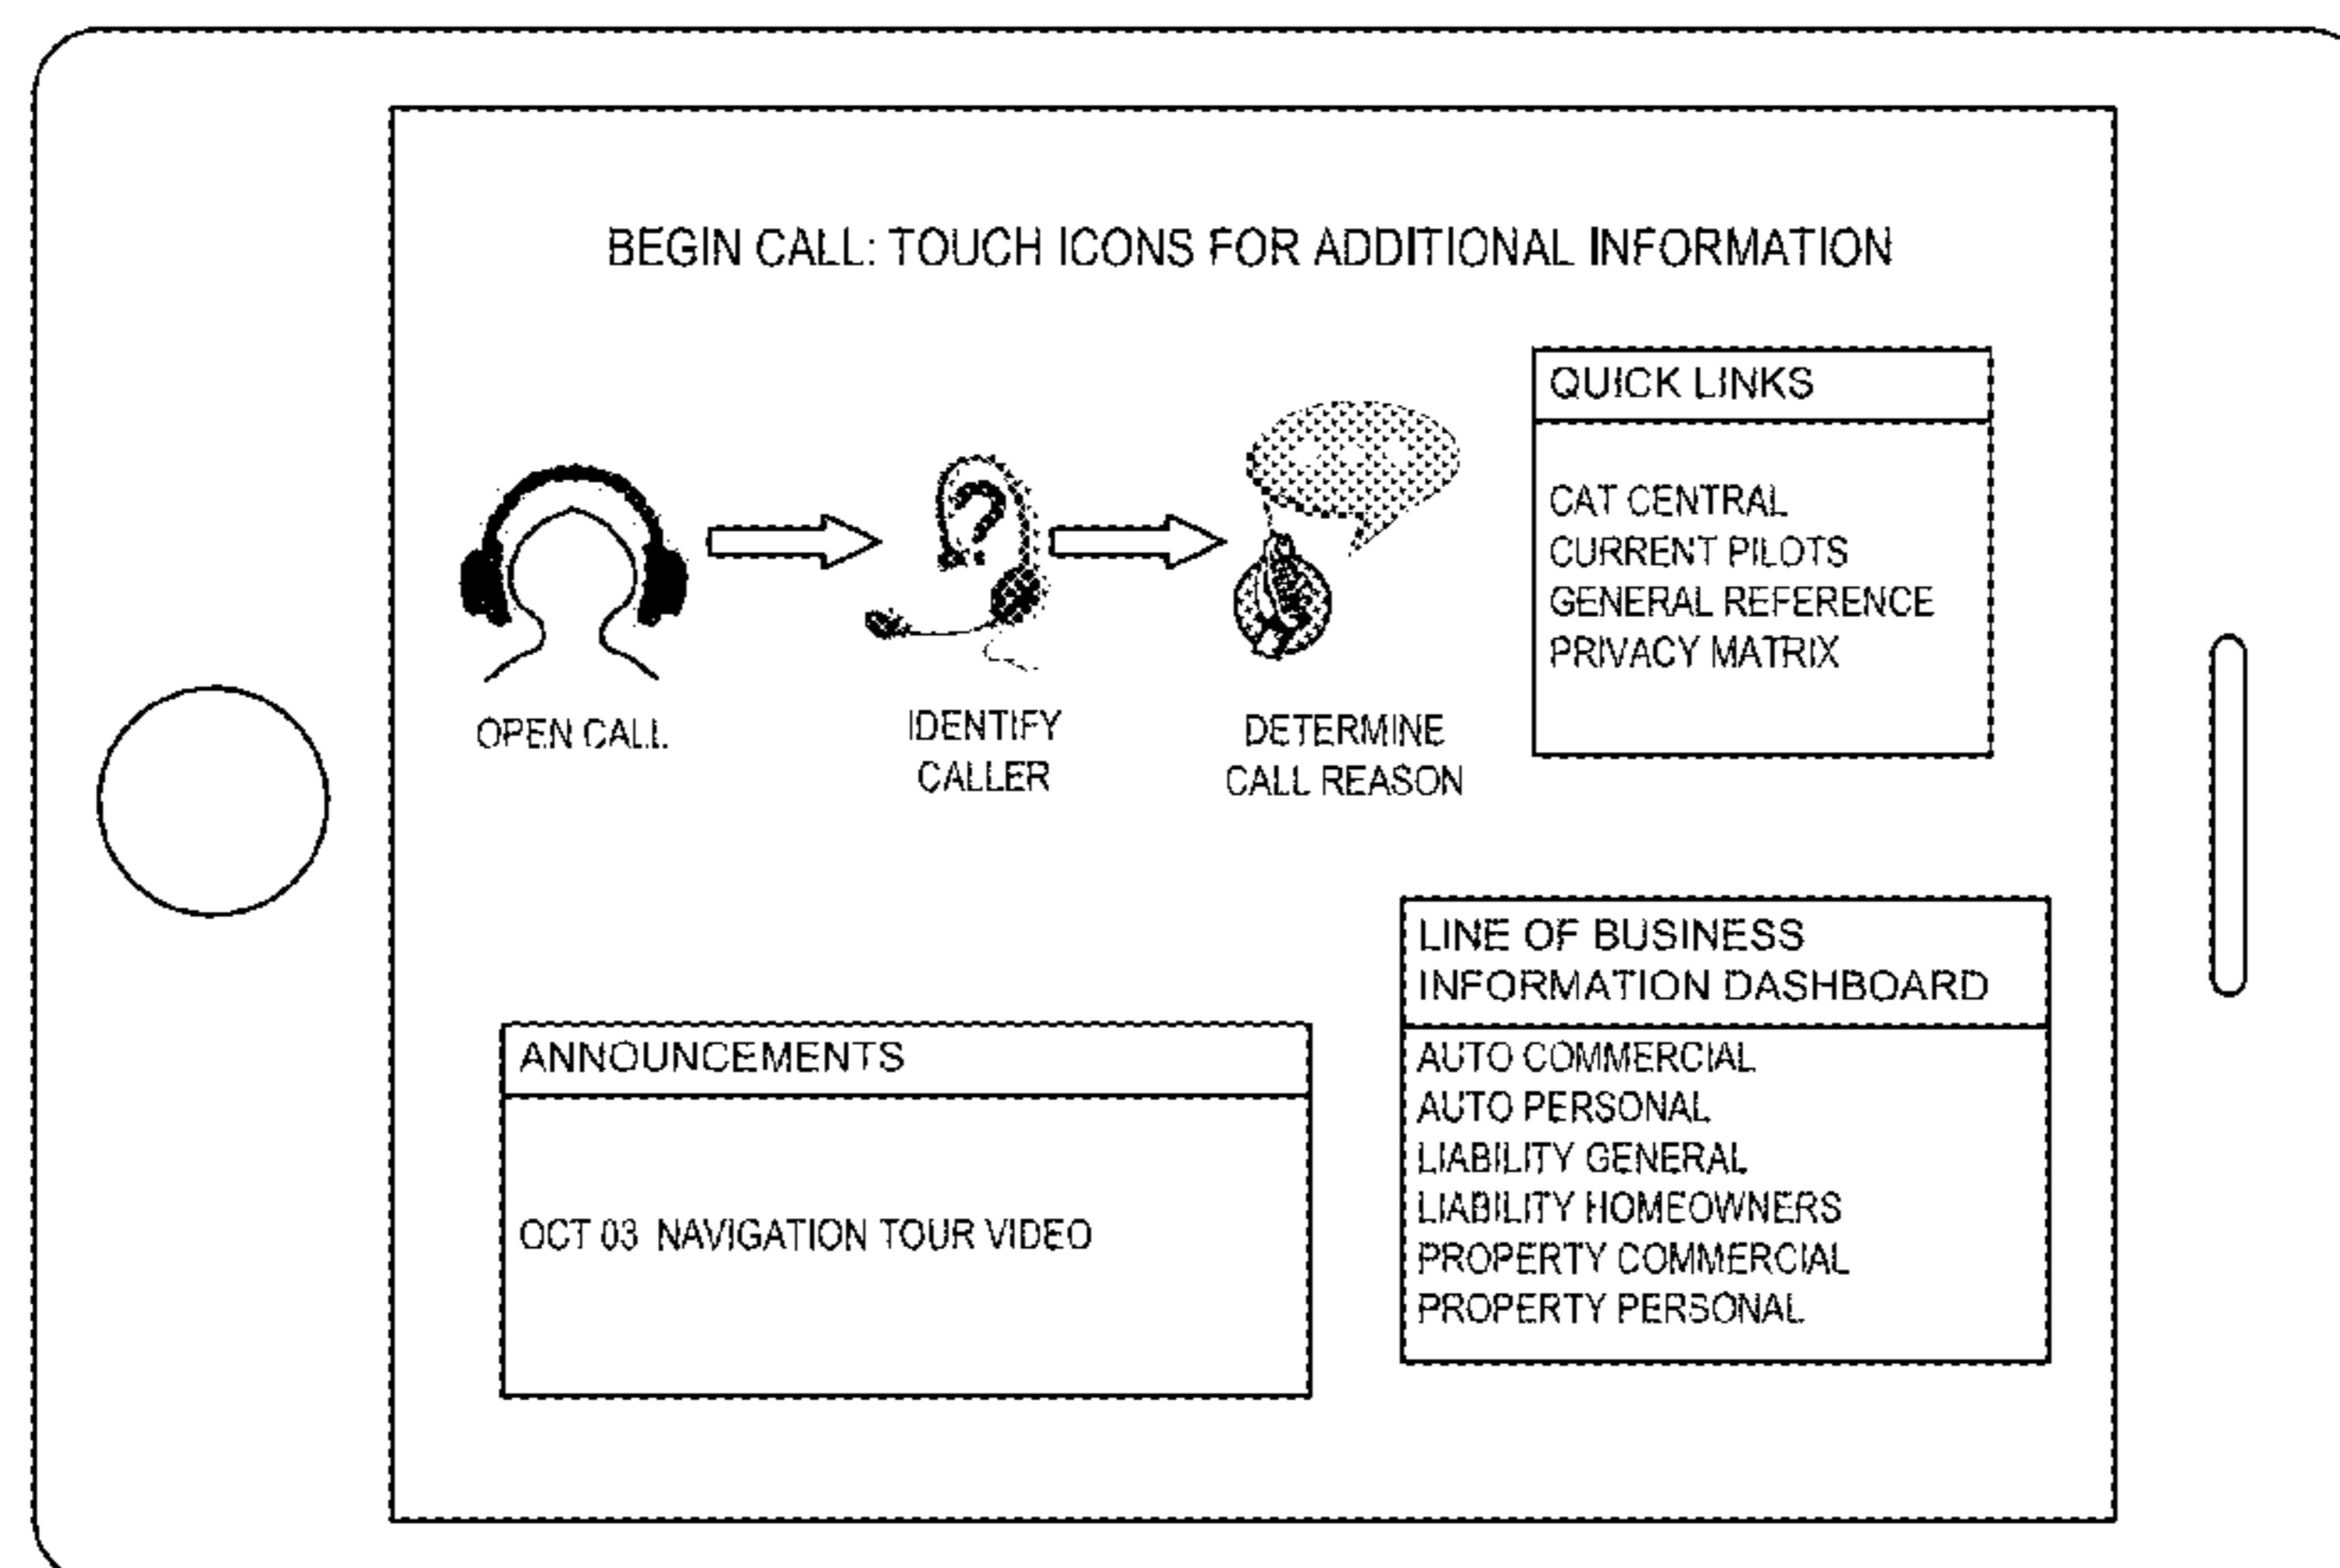 BEGIN CALL: TOUCH ICONS FOR ADDITIONAL INFORMATION
OPEN CALL
IDENTIFY
CALLER
DETERMINE
CALL REASON
QUICK LINKS
CAT CENTRAL
CURRENT PILOTS
GENERAL REFERENCE
PRIVACY MATRIX
ANNOUNCEMENTS
OCT 03 NAVIGATION TOUR VIDEO
LINE OF BUSINESS
INFORMATION DASHBOARD
AUTO COMMERCIAL
AUTO PERSONAL
LIABILITY GENERAL
LIABILITY HOMEOWNERS
PROPERTY COMMERCIAL
PROPERTY PERSONAL